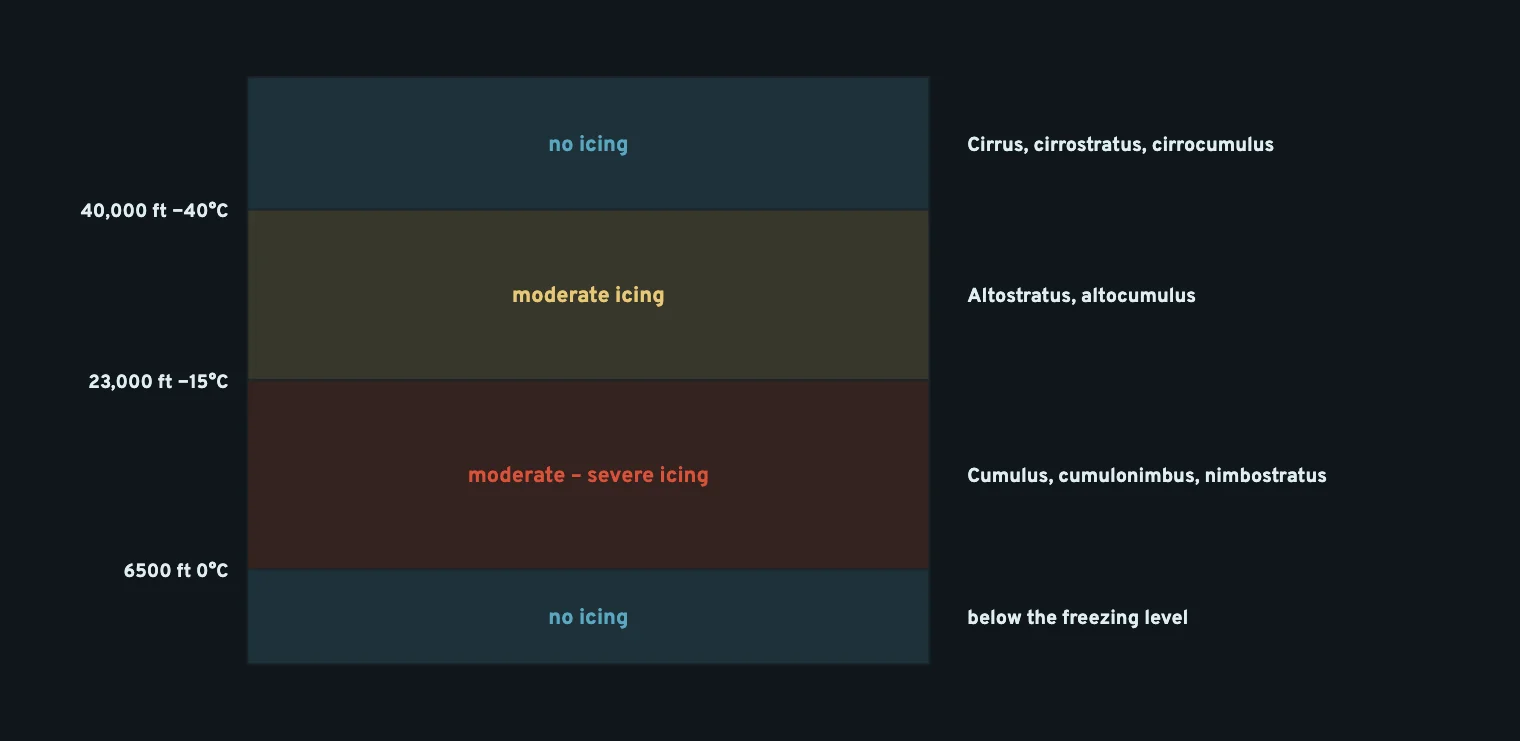 no icing
Cirrus, cirrostratus, cirrocumulus
40,000 ft –40°C
moderate icing
Altostratus, altocumulus
23,000 ft –15°C
moderate – severe icing
Cumulus, cumulonimbus, nimbostratus
6500 ft 0°C
no icing
below the freezing level